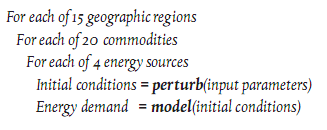 For each of 15 geographic regions
For each of 20 commodities
For each of 4 energy sources
Initial conditions = perturb(input parameters)
Energy demand = model(initial conditions)